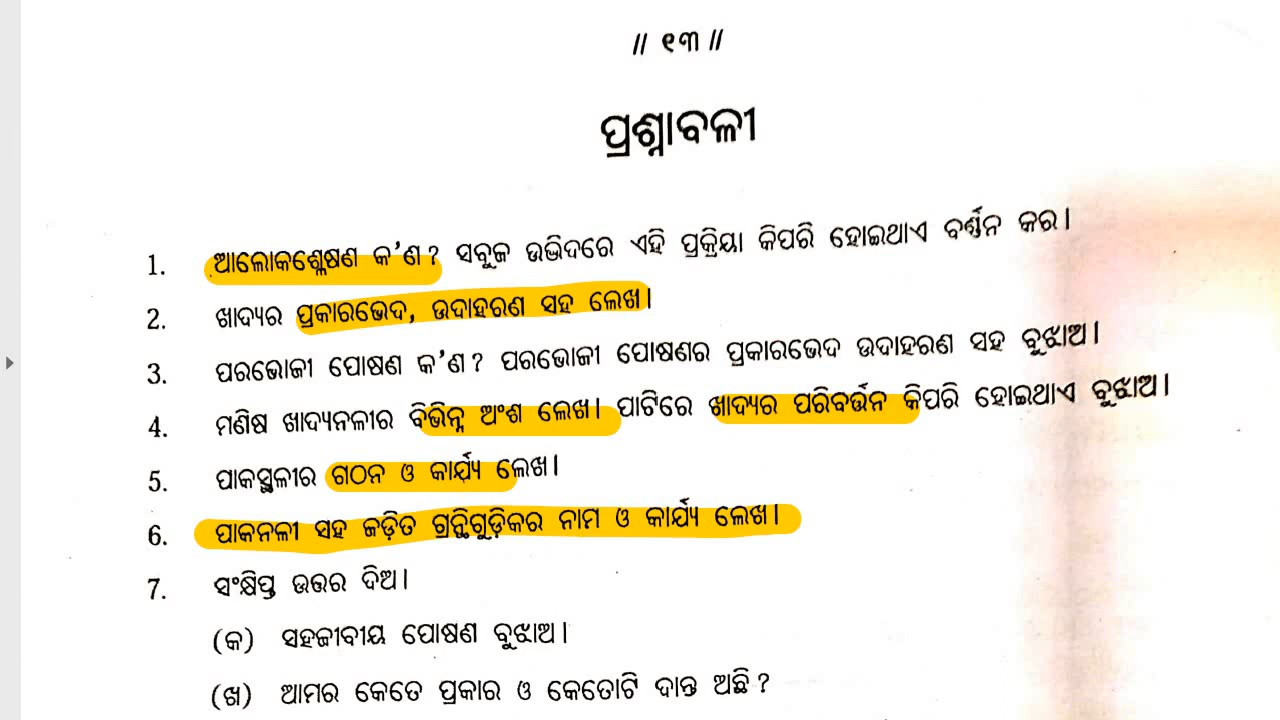 // ୧୩ //
ପ୍ରଶ୍ନାବଳୀ
1. ଆଲୋକଶ୍ଳେଷଣ କ'ଣ? ସବୁଜ ଉଦ୍ଭିଦରେ ଏହି ପ୍ରକ୍ରିୟା କିପରି ହୋଇଥାଏ ବର୍ଣ୍ଣନ କର।
2. ଖାଦ୍ୟର ପ୍ରକାରଭେଦ, ଉଦାହରଣ ସହ ଲେଖ।
3. ପରଭୋଜୀ ପୋଷଣ କ'ଣ? ପରଭୋଜୀ ପୋଷଣର ପ୍ରକାରଭେଦ ଉଦାହରଣ ସହ ବୁଝାଅ।
4. ମଣିଷ ଖାଦ୍ୟନଳୀର ବିଭିନ୍ନ ଅଂଶ ଲେଖ। ପାଟିରେ ଖାଦ୍ୟର ପରିବର୍ତ୍ତନ କିପରି ହୋଇଥାଏ ବୁଝାଅ।
5. ପାକସ୍ଥଳୀର ଗଠନ ଓ କାର୍ଯ୍ୟ ଲେଖ।
6. ପାକନଳୀ ସହ ଜଡ଼ିତ ଗ୍ରନ୍ଥିଗୁଡ଼ିକର ନାମ ଓ କାର୍ଯ୍ୟ ଲେଖ।
7. ସଂକ୍ଷିପ୍ତ ଉତ୍ତର ଦିଅ।
(କ) ସହଜୀବୀୟ ପୋଷଣ ବୁଝାଅ।
(ଖ) ଆମର କେତେ ପ୍ରକାର ଓ କେତୋଟି ଦାନ୍ତ ଅଛି?